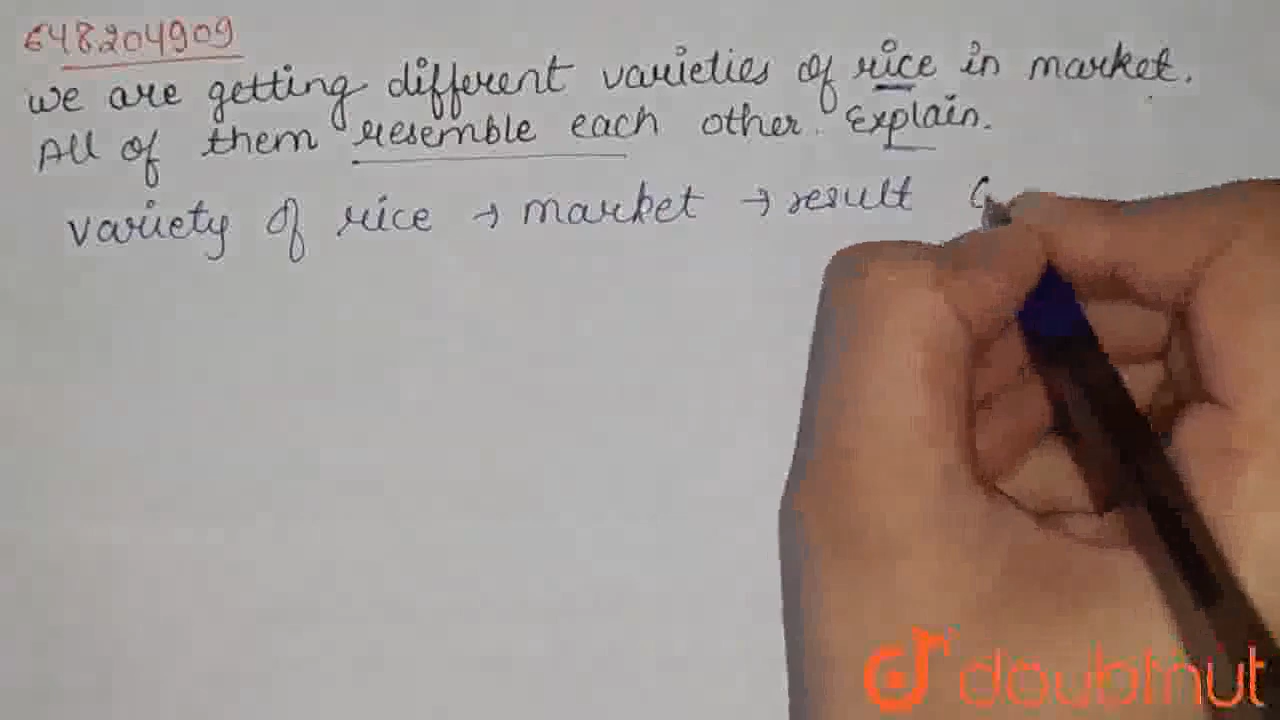 648204909
we are getting different varieties of rice in market.
All of them resemble each other. Explain.
variety of rice → market → result
doubtnut